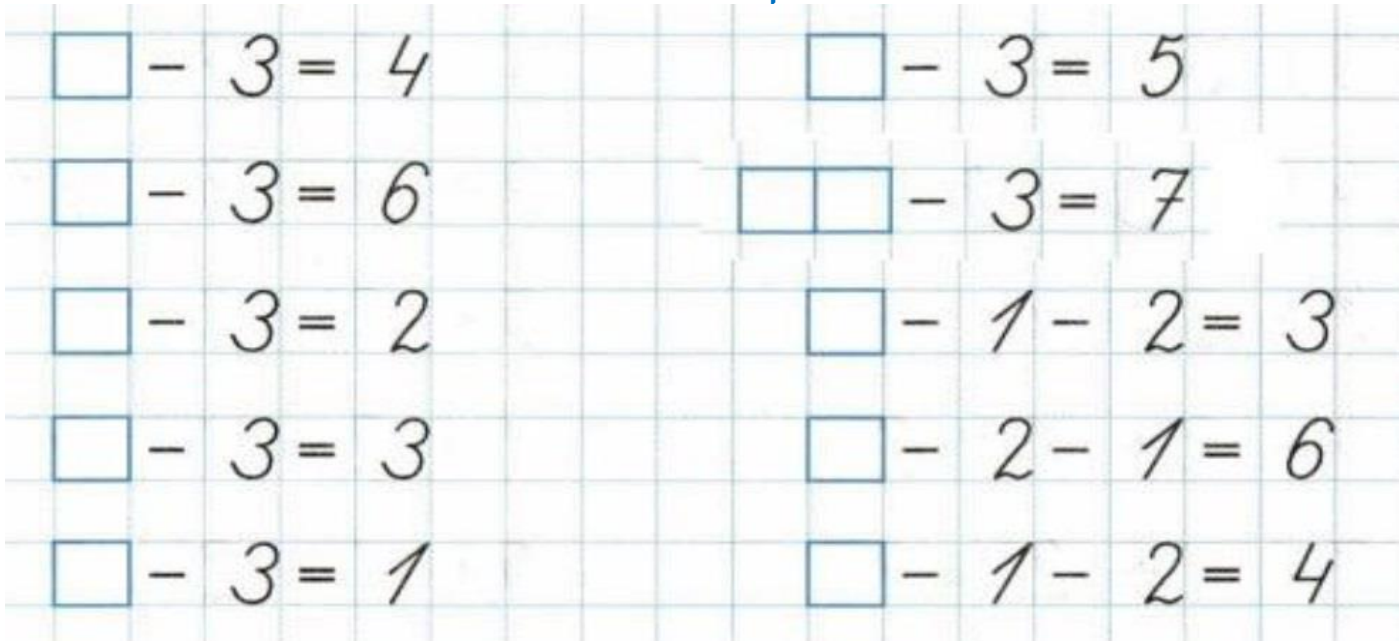 □ - 3 = 4
□ - 3 = 5
□ - 3 = 6
□□ - 3 = 7
□ - 3 = 2
□ - 1 - 2 = 3
□ - 3 = 3
□ - 2 - 1 = 6
□ - 3 = 1
□ - 1 - 2 = 4